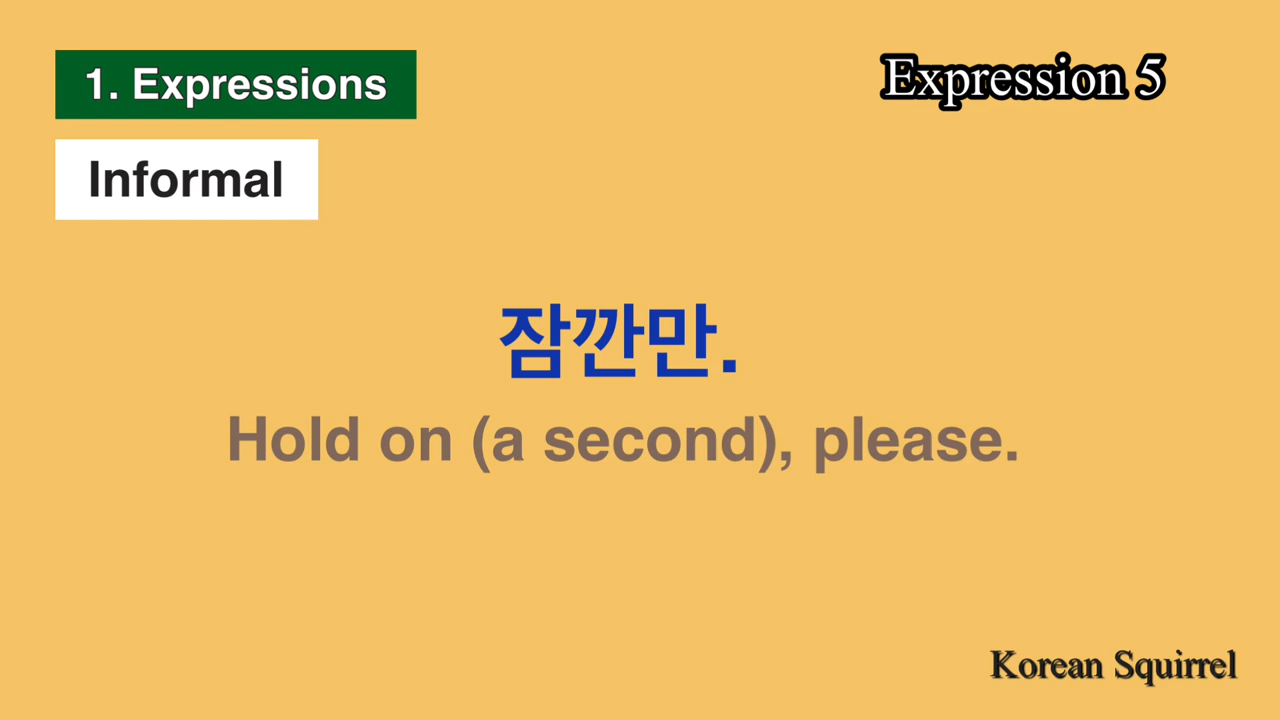 1. Expressions
Expression 5
Informal
잠깐만.
Hold on (a second), please.
Korean Squirrel